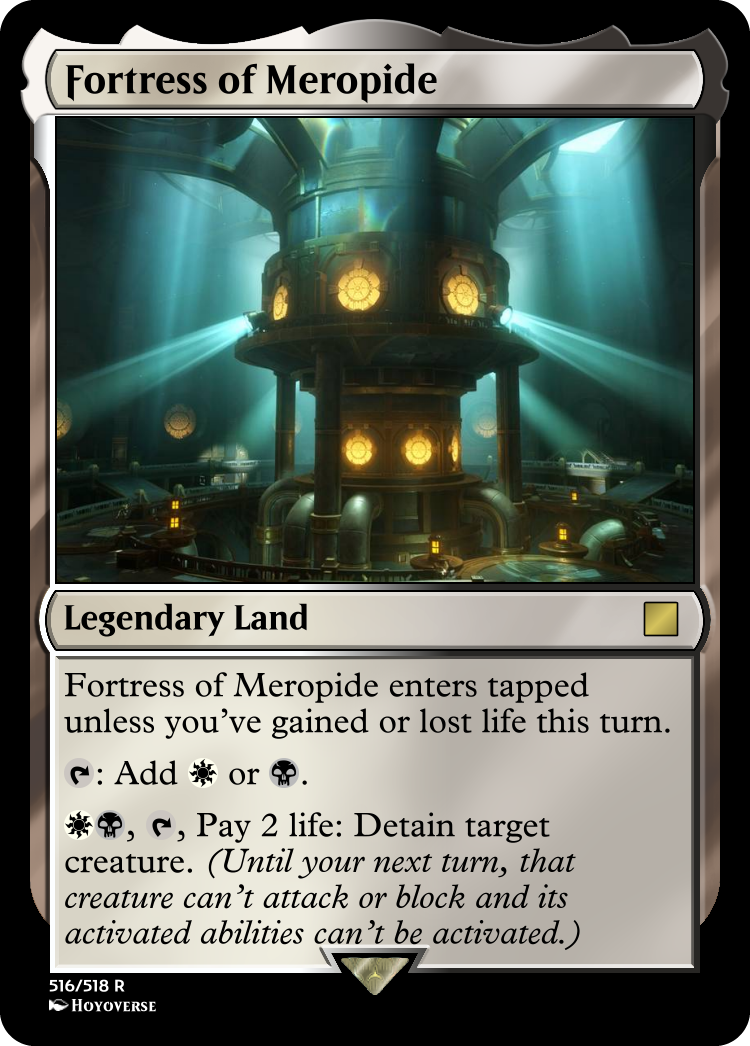 Fortress of Meropide
Legendary Land
Fortress of Meropide enters tapped
unless you've gained or lost life this turn.
: Add or .
, , Pay 2 life: Detain target
creature. (Until your next turn, that
creature can't attack or block and its
activated abilities can't be activated.)
516/518 R
HOYOVERSE